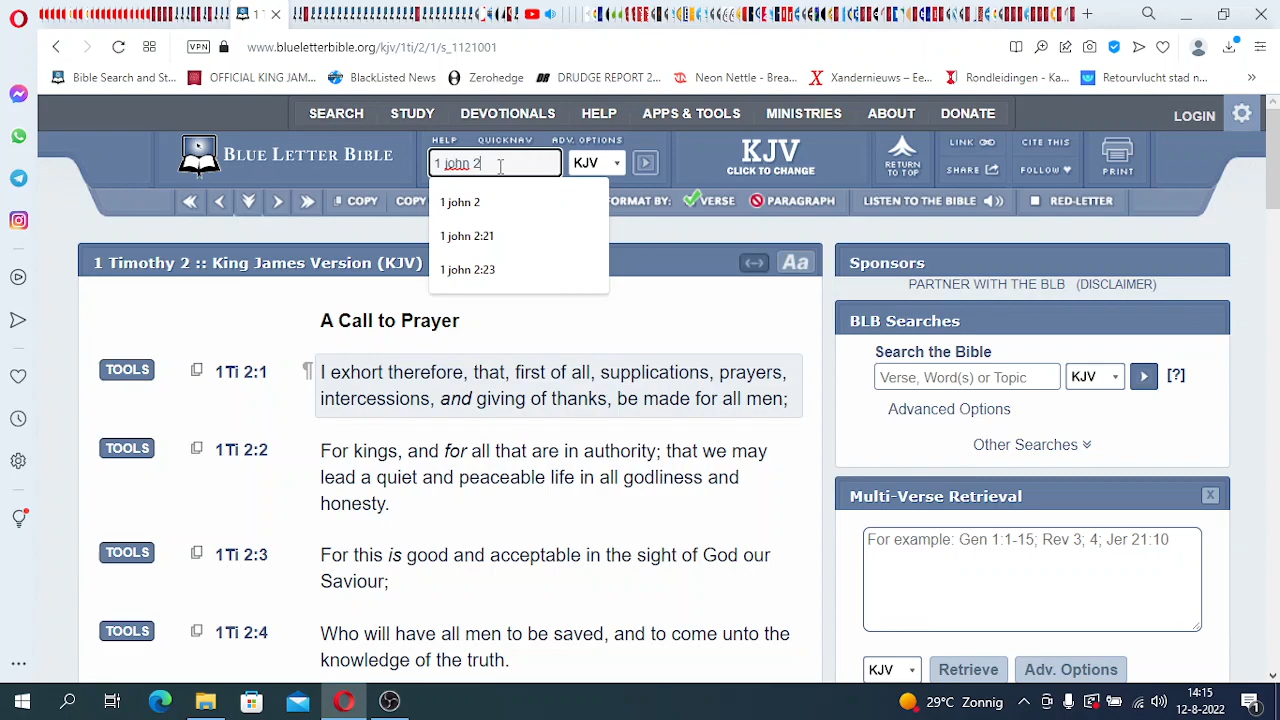 1 T
VPN
www.blueletterbible.org/kjv/1ti/2/1/s_1121001
Bible Search and St...
OFFICIAL KING JAM...
BlackListed News
Zerohedge
DRUDGE REPORT 2...
Neon Nettle - Brea...
Xandernieuws – Ee...
Rondleidingen - Ka...
Retourvlucht stad n...
SEARCH
STUDY
DEVOTIONALS
HELP
APPS & TOOLS
MINISTRIES
ABOUT
DONATE
LOGIN
BLUE LETTER BIBLE
HELP
QUICKNAV
ADV. OPTIONS
1 john 2
KJV
KJV
CLICK TO CHANGE
RETURN
TO TOP
LINK
CITE THIS
SHARE
FOLLOW
PRINT
COPY
COPY
FORMAT BY:
VERSE
PARAGRAPH
LISTEN TO THE BIBLE
RED-LETTER
1 john 2
1 john 2:21
1 john 2:23
1 Timothy 2 :: King James Version (KJV)
Aa
A Call to Prayer
TOOLS
1Ti 2:1
¶ I exhort therefore, that, first of all, supplications, prayers,
intercessions, and giving of thanks, be made for all men;
TOOLS
1Ti 2:2
For kings, and for all that are in authority; that we may
lead a quiet and peaceable life in all godliness and
honesty.
TOOLS
1Ti 2:3
For this is good and acceptable in the sight of God our
Saviour;
TOOLS
1Ti 2:4
Who will have all men to be saved, and to come unto the
knowledge of the truth.
Sponsors
PARTNER WITH THE BLB (DISCLAIMER)
BLB Searches
Search the Bible
Verse, Word(s) or Topic
KJV
[?]
Advanced Options
Other Searches
Multi-Verse Retrieval
X
For example: Gen 1:1-15; Rev 3; 4; Jer 21:10
KJV
Retrieve
Adv. Options
29°C Zonnig
14:15
12-8-2022
1